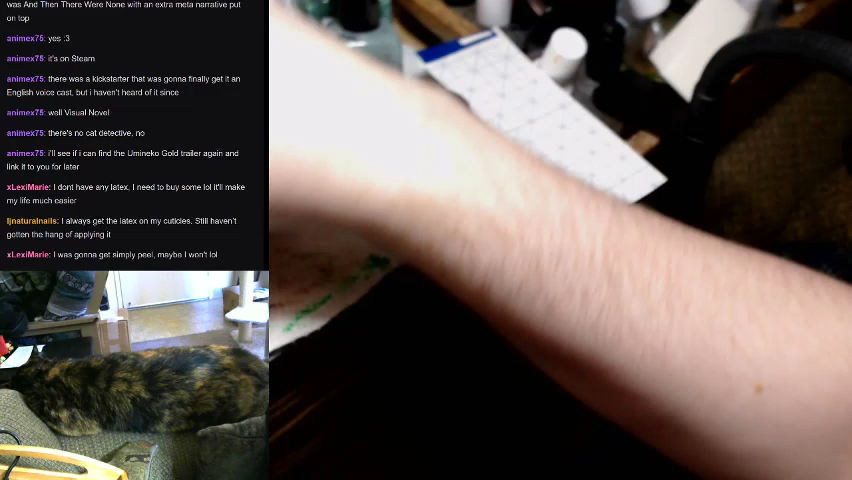 was And Then There Were None with an extra meta narrative put
on top
animex75: yes :3
animex75: it's on Steam
animex75: there was a kickstarter that was gonna finally get it an
English voice cast, but i haven't heard of it since
animex75: well Visual Novel
animex75: there's no cat detective, no
animex75: i'll see if i can find the Umineko Gold trailer again and
link it to you for later
xLexiMarie: I dont have any latex, I need to buy some lol it'll make
my life much easier
ljnaturalnails: I always get the latex on my cuticles. Still haven't
gotten the hang of applying it
xLexiMarie: I was gonna get simply peel, maybe I won't lol